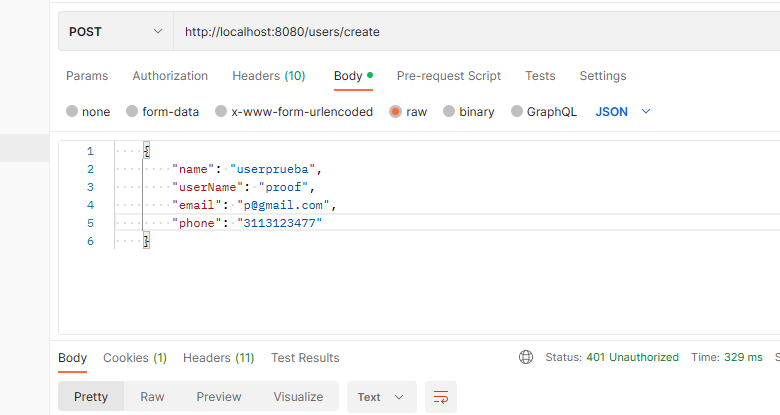 POST http://localhost:8080/users/create
Params Authorization Headers (10) Body Pre-request Script Tests Settings
none form-data x-www-form-urlencoded raw binary GraphQL JSON
1 {
2 "name": "userprueba",
3 "userName": "proof",
4 "email": "p@gmail.com",
5 "phone": "3113123477"
6 }
Body Cookies (1) Headers (11) Test Results Status: 401 Unauthorized Time: 329 ms S
Pretty Raw Preview Visualize Text